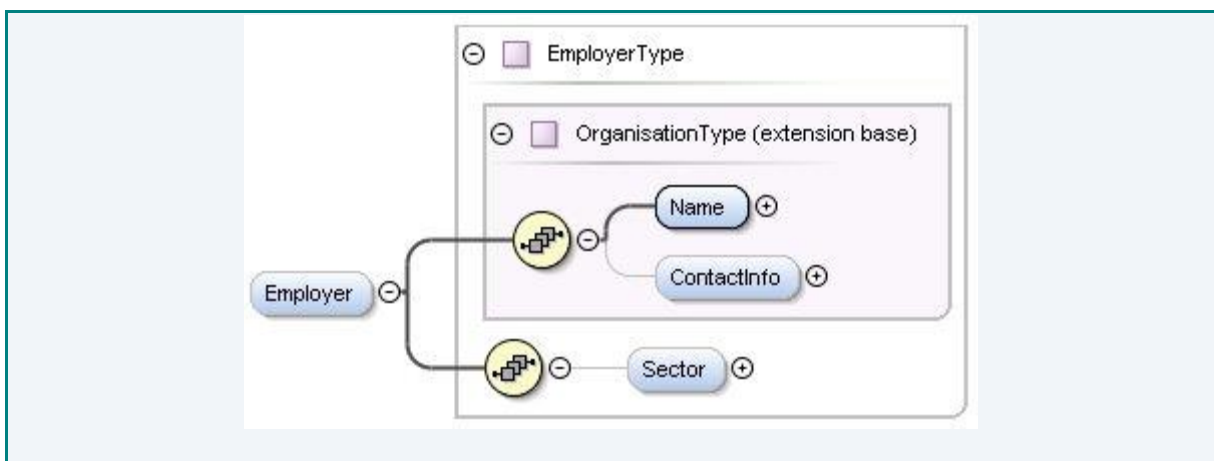 EmployerType
OrganisationType (extension base)
Name
ContactInfo
Employer
Sector